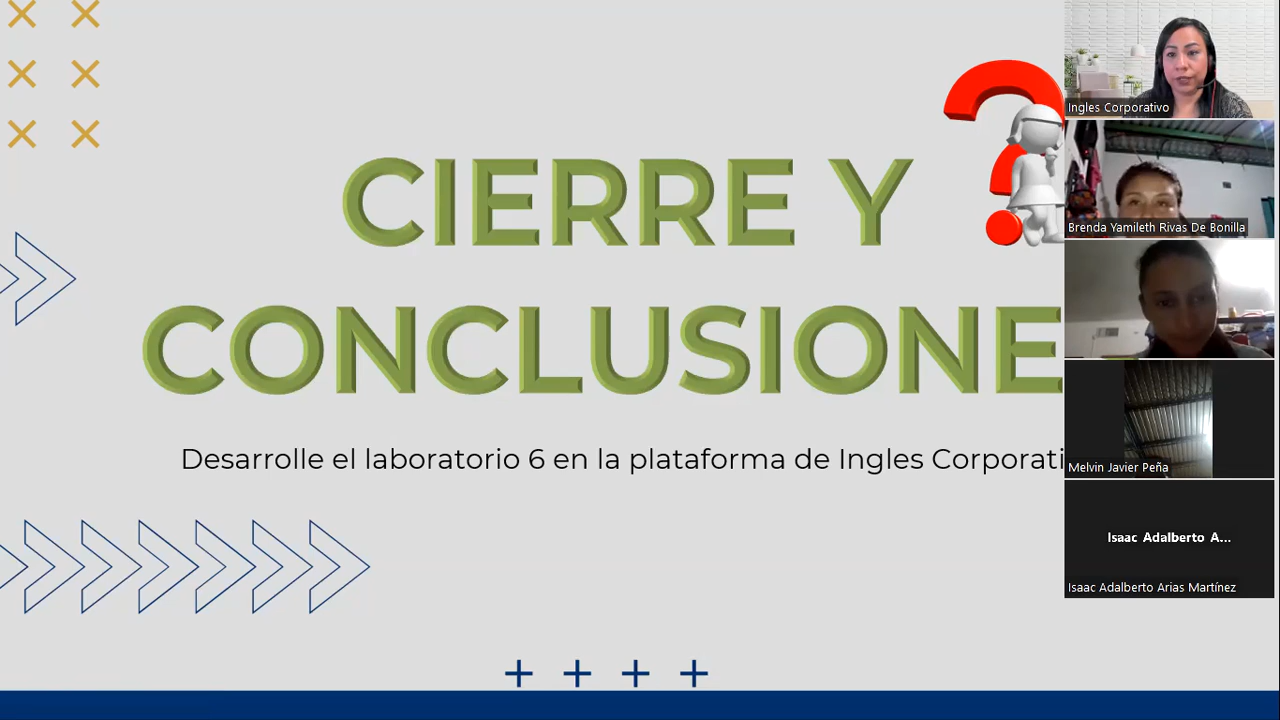 CIERRE Y
CONCLUSIONE
Desarrolle el laboratorio 6 en la plataforma de Ingles Corporati
Ingles Corporativo
Brenda Yamileth Rivas De Bonilla
Melvin Javier Peña
Isaac Adalberto A...
Isaac Adalberto Arias Martínez